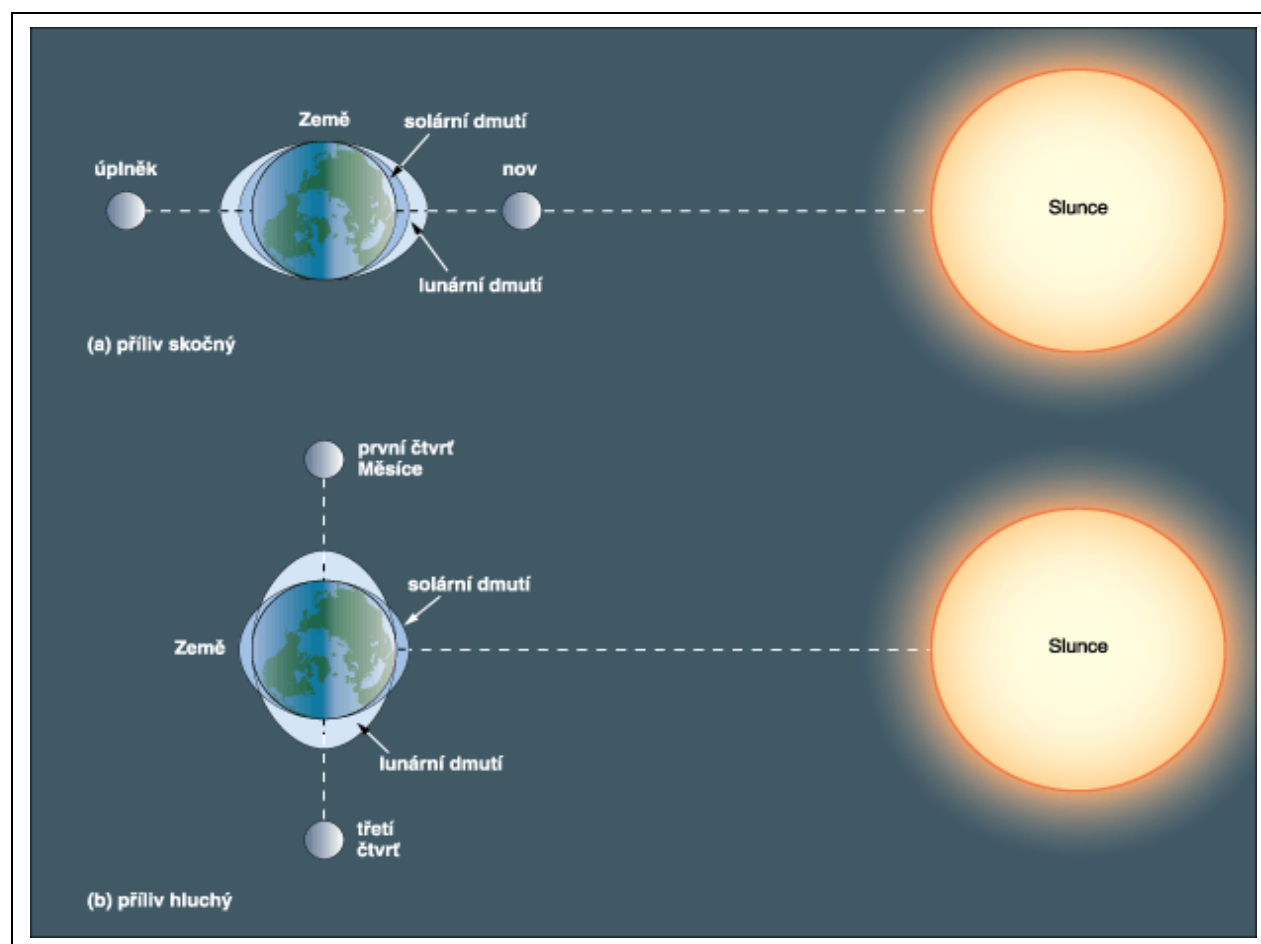 Země
solární dmutí
úplněk
nov
Slunce
lunární dmutí
(a) příliv skočný
první čtvrť
Měsíce
solární dmutí
Země
Slunce
lunární dmutí
třetí
čtvrť
(b) příliv hluchý